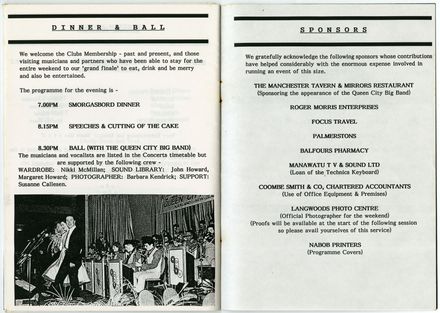 DINNER & BALL
We welcome the Clubs Membership - past and present, and those
visiting musicians and partners who have been able to stay for the
entire weekend to our 'grand finale' to eat, drink and be merry
and also be entertained.
The programme for the evening is -
7.00PM SMORGASBORD DINNER
8.15PM SPEECHES & CUTTING OF THE CAKE
8.30PM BALL (WITH THE QUEEN CITY BIG BAND)
The musicians and vocalists are listed in the Concerts timetable but
are supported by the following crew -
WARDROBE: Nikki McMillan; SOUND LIBRARY: John Howard,
Margaret Howard; PHOTOGRAPHER: Barbara Kendrick; SUPPORT:
Susanne Callesen.
SPONSORS
We gratefully acknowledge the following sponsors whose contributions
have helped considerably with the enormous expense involved in
running an event of this size.
THE MANCHESTER TAVERN & MIRRORS RESTAURANT
(Sponsoring the appearance of the Queen City Big Band)
ROGER MORRIS ENTERPRISES
FOCUS TRAVEL
PALMERSTONS
BALFOURS PHARMACY
MANAWATU T V & SOUND LTD
(Loan of the Technics Keyboard)
COOMBE SMITH & CO, CHARTERED ACCOUNTANTS
(Use of Office Equipment & Premises)
LANGWOODS PHOTO CENTRE
(Official Photographer for the weekend)
(Proofs will be available at the start of the following session
so please avail yourselves of this service)
NABOB PRINTERS
(Programme Covers)